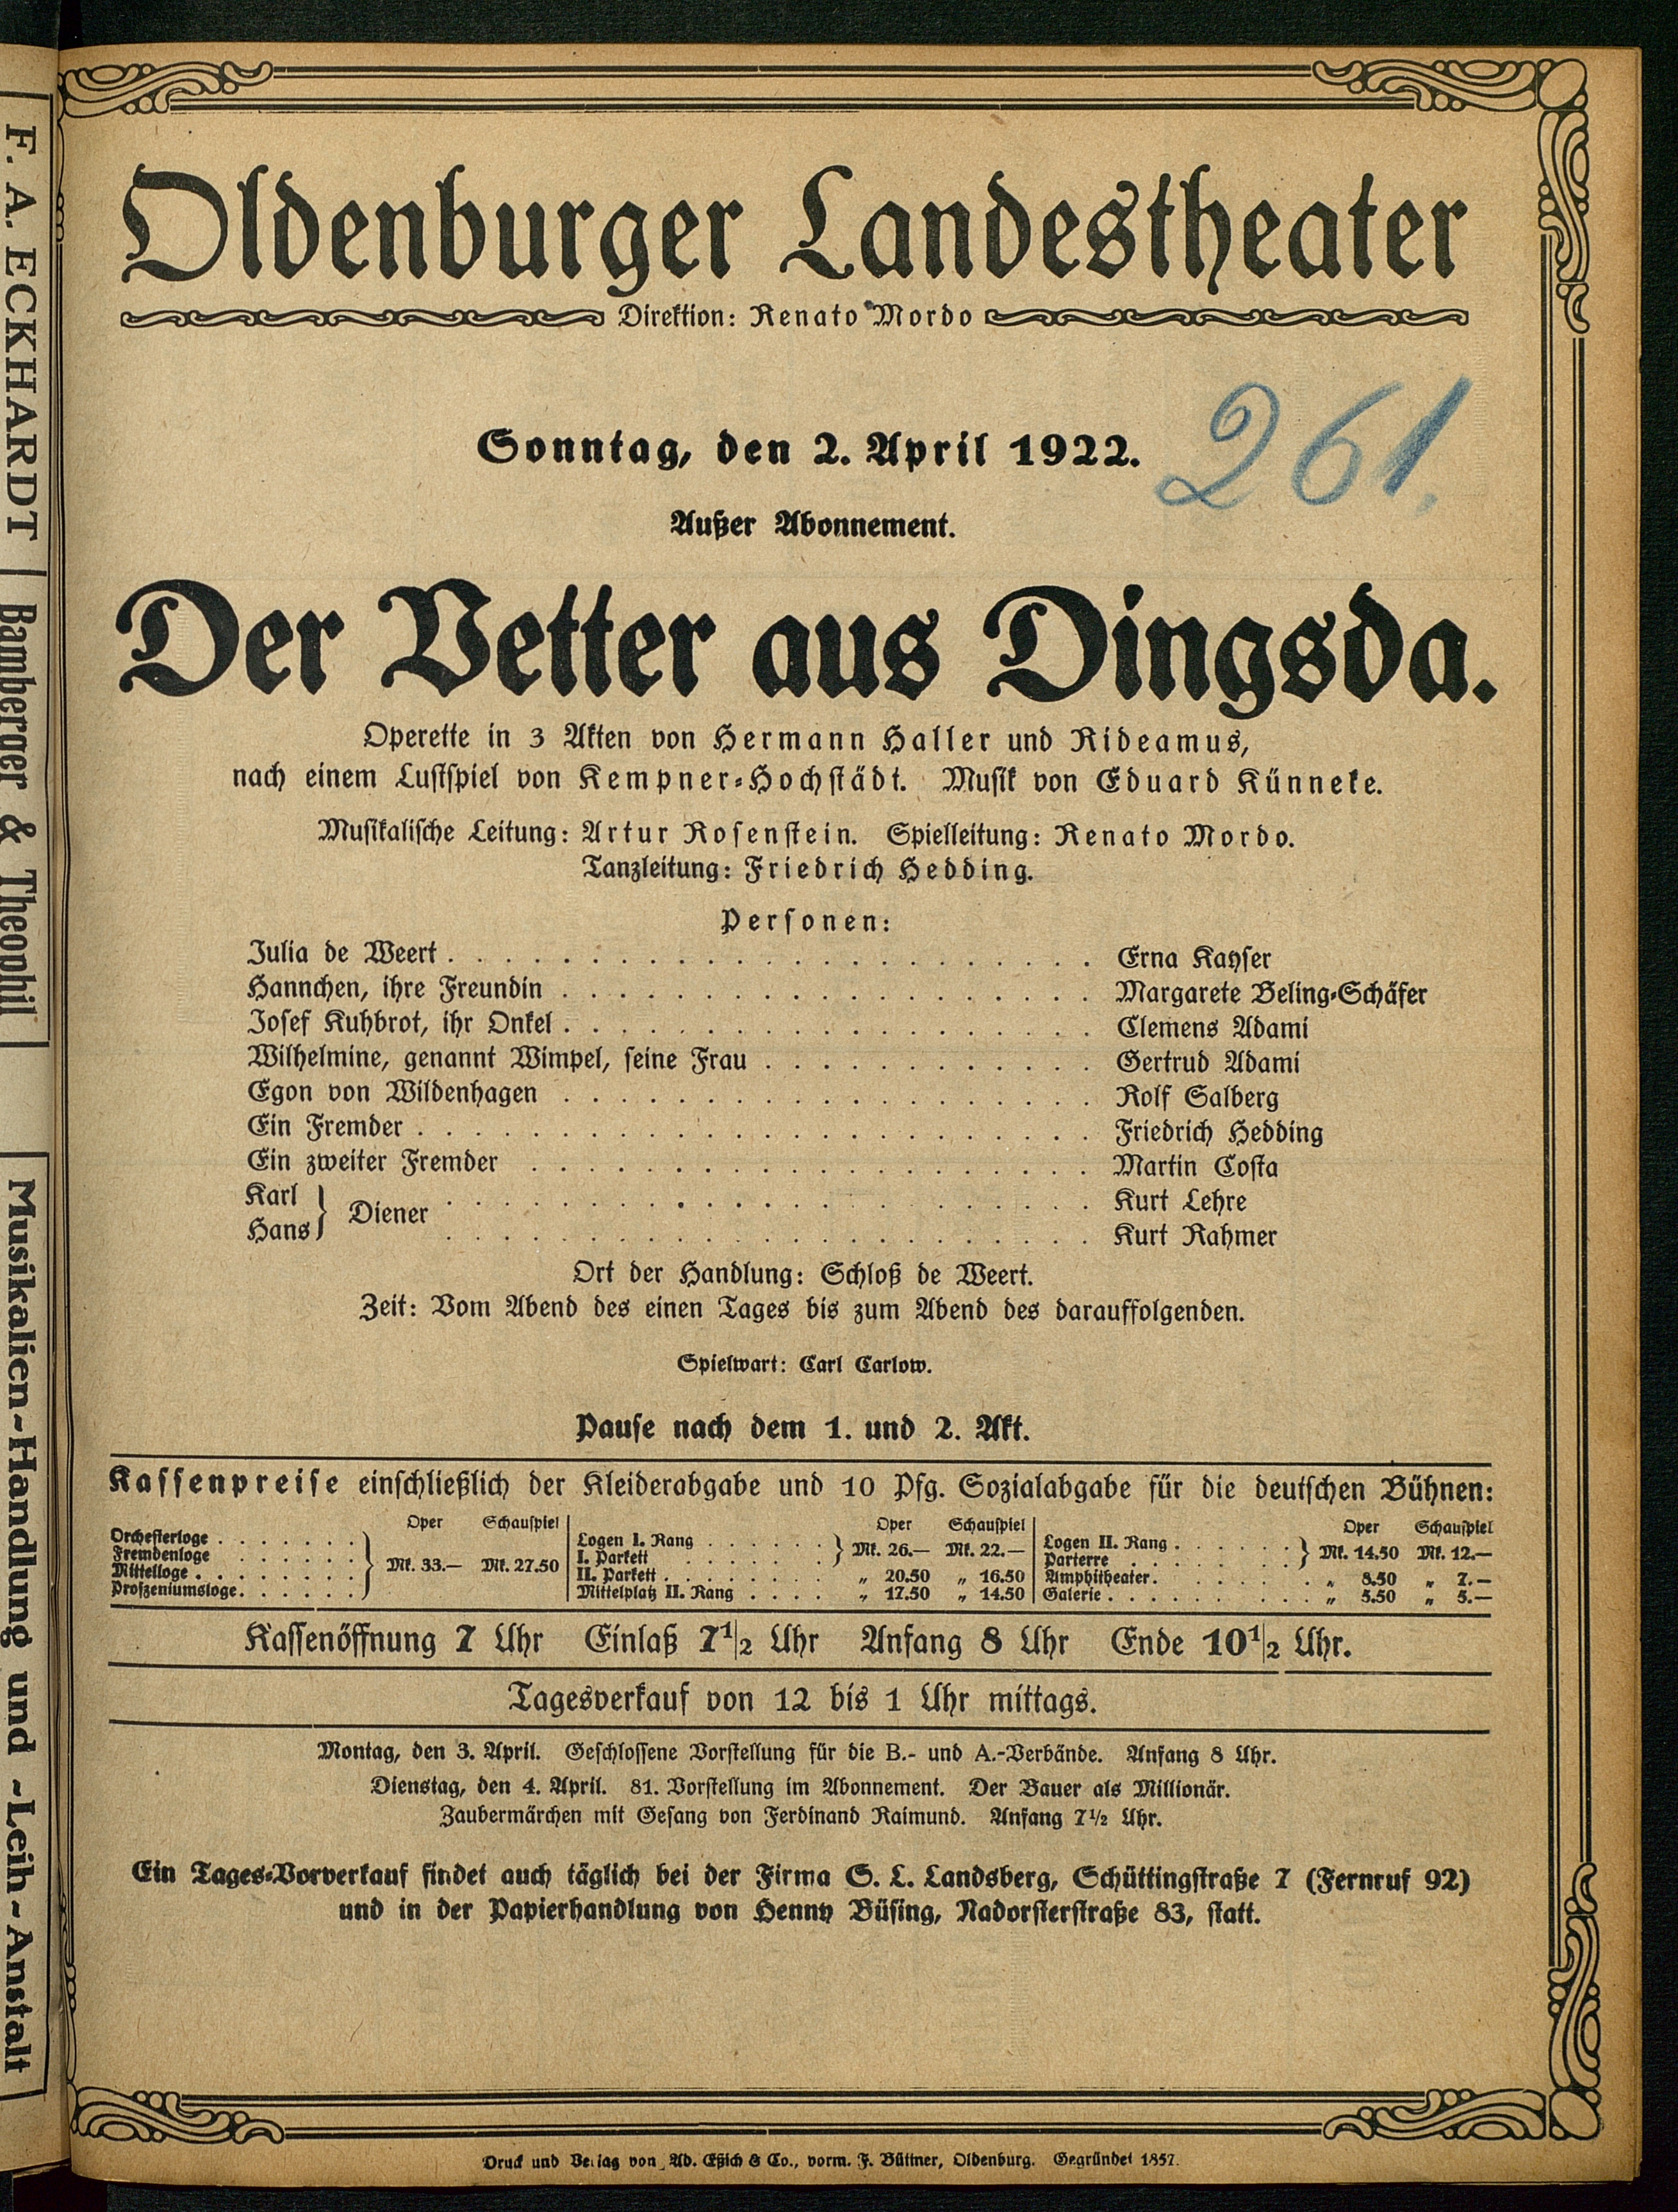 Oldenburger Landestheater
Direktion: Renato Mordo
261.
Sonntag, den 2. April 1922.
Außer Abonnement.
Der Vetter aus Dingsda.
Operette in 3 Akten von Hermann Haller und Rideamus,
nach einem Lustspiel von Kempner-Hochstädt. Musik von Eduard Künneke.
Musikalische Leitung: Artur Rosenstein. Spielleitung: Renato Mordo.
Tanzleitung: Friedrich Hedding.
Personen:
Julia de Weert . . . Erna Kayser
Hannchen, ihre Freundin . . . Margarete Beling-Schäfer
Josef Kuhbrot, ihr Onkel . . . Clemens Adami
Wilhelmine, genannt Wimpel, seine Frau . . . Gertrud Adami
Egon von Wildenhagen . . . Rolf Salberg
Ein Fremder . . . Friedrich Hedding
Ein zweiter Fremder . . . Martin Costa
Karl } Diener . . . Kurt Lehre
Hans } . . . Kurt Rahmer
Ort der Handlung: Schloß de Weert.
Zeit: Vom Abend des einen Tages bis zum Abend des darauffolgenden.
Spielwart: Carl Carlow.
Pause nach dem 1. und 2. Akt.
Kassenpreise einschließlich der Kleiderabgabe und 10 Pfg. Sozialabgabe für die deutschen Bühnen:
Oper Schauspiel
Orchesterloge . . .
Fremdenloge . . .
Mittelloge . . .
Proszeniumsloge . . . } Mk. 33.— Mk. 27.50
Oper Schauspiel
Logen I. Rang . . .
I. Parkett . . . } Mk. 26.— Mk. 22.—
II. Parkett . . . „ 20.50 „ 16.50
Mittelplatz II. Rang . . . „ 17.50 „ 14.50
Oper Schauspiel
Logen II. Rang . . .
Parterre . . . } Mk. 14.50 Mk. 12.—
Amphitheater . . . „ 8.50 „ 7.—
Galerie . . . „ 5.50 „ 5.—
Kassenöffnung 7 Uhr Einlaß 7 1/2 Uhr Anfang 8 Uhr Ende 10 1/2 Uhr.
Tagesverkauf von 12 bis 1 Uhr mittags.
Montag, den 3. April. Geschlossene Vorstellung für die B.- und A.-Verbände. Anfang 8 Uhr.
Dienstag, den 4. April. 81. Vorstellung im Abonnement. Der Bauer als Millionär.
Zaubermärchen mit Gesang von Ferdinand Raimund. Anfang 7 1/2 Uhr.
Ein Tages-Vorverkauf findet auch täglich bei der Firma S. L. Landsberg, Schüttingstraße 7 (Fernruf 92)
und in der Papierhandlung von Henny Büsing, Nadorsterstraße 83, statt.
Druck und Verlag von Ad. Eßich & Co., vorm. F. Büttner, Oldenburg. Gegründet 1857.
F. A. ECKHARDT
Bamberger & Theophil
Musikalien-Handlung und -Leih-Anstalt